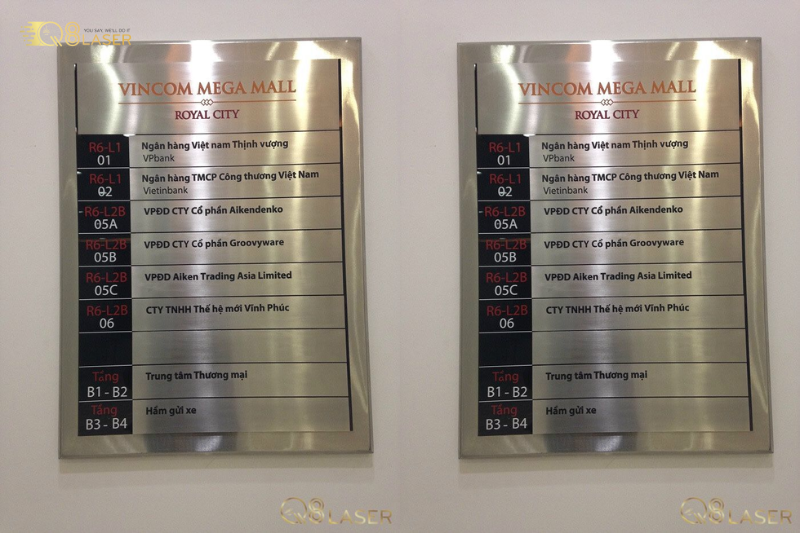 YOU SAY, WE'LL DO IT
Q8LASER
VINCOM MEGA MALL
ROYAL CITY
R6-L1
01
Ngân hàng Việt nam Thịnh vượng
VPbank
R6-L1
02
Ngân hàng TMCP Công thương Việt Nam
Vietinbank
R6-L2B
05A
VPĐD CTY Cổ phần Aikendenko
R6-L2B
05B
VPĐD CTY Cổ phần Groovyware
R6-L2B
05C
VPĐD Aiken Trading Asia Limited
R6-L2B
06
CTY TNHH Thế hệ mới Vĩnh Phúc
Tầng
B1 - B2
Trung tâm Thương mại
Tầng
B3 - B4
Hầm gửi xe
Q8LASER
VINCOM MEGA MALL
ROYAL CITY
R6-L1
01
Ngân hàng Việt nam Thịnh vượng
VPbank
R6-L1
02
Ngân hàng TMCP Công thương Việt Nam
Vietinbank
R6-L2B
05A
VPĐD CTY Cổ phần Aikendenko
R6-L2B
05B
VPĐD CTY Cổ phần Groovyware
R6-L2B
05C
VPĐD Aiken Trading Asia Limited
R6-L2B
06
CTY TNHH Thế hệ mới Vĩnh Phúc
Tầng
B1 - B2
Trung tâm Thương mại
Tầng
B3 - B4
Hầm gửi xe
Q8LASER